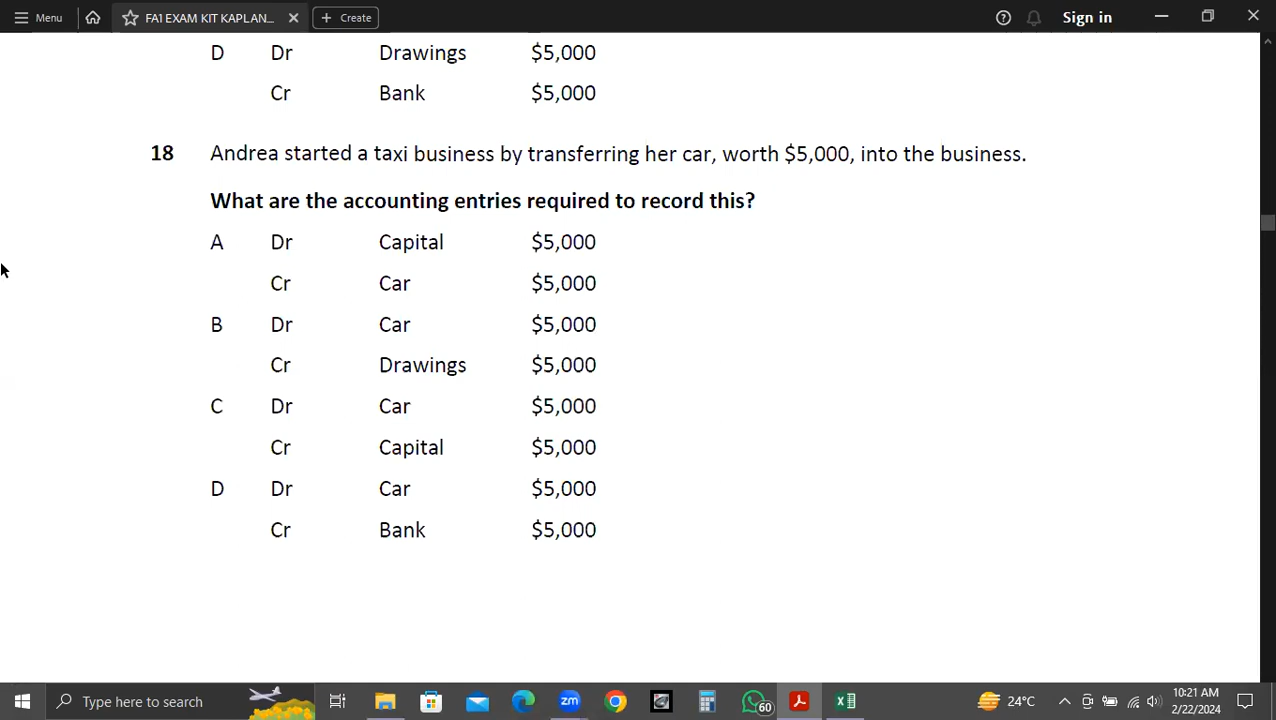 Menu FA1 EXAM KIT KAPLAN... Create Sign in
D Dr Drawings $5,000
Cr Bank $5,000
18 Andrea started a taxi business by transferring her car, worth $5,000, into the business.
What are the accounting entries required to record this?
A Dr Capital $5,000
Cr Car $5,000
B Dr Car $5,000
Cr Drawings $5,000
C Dr Car $5,000
Cr Capital $5,000
D Dr Car $5,000
Cr Bank $5,000
Type here to search zm 60 24°C 10:21 AM
2/22/2024